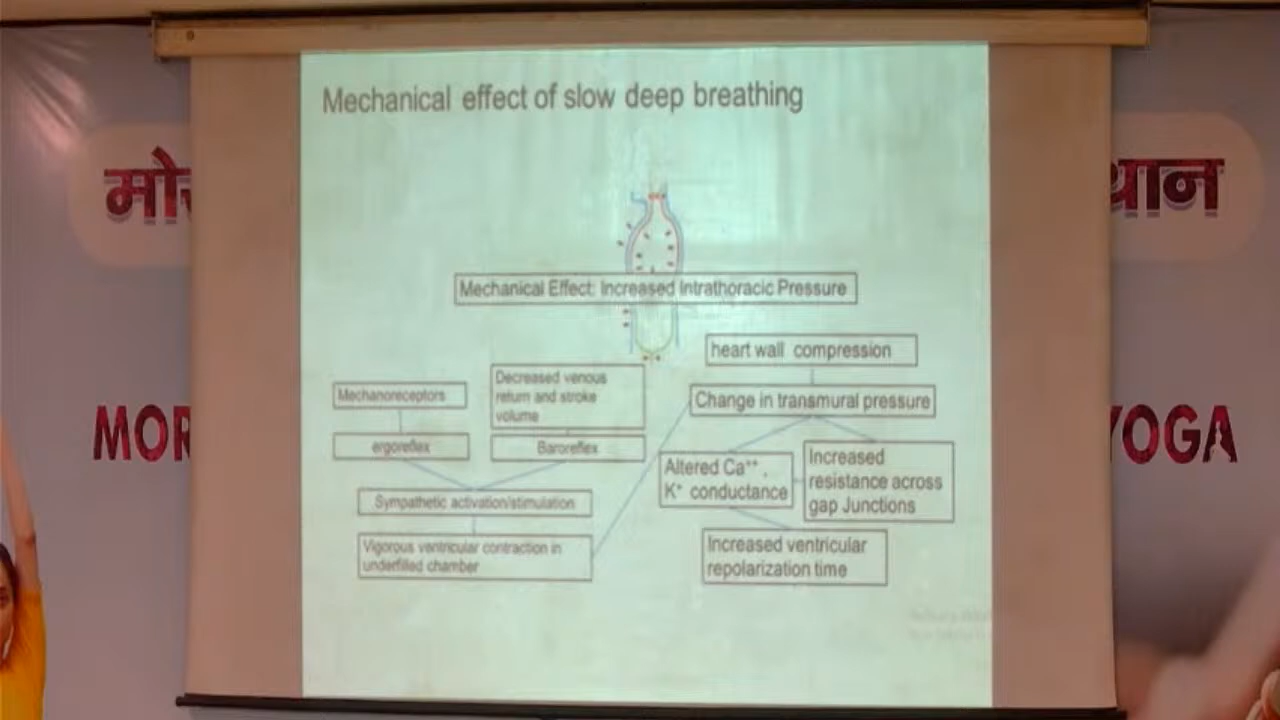 Mechanical effect of slow deep breathing
मो
थान
Mechanical Effect: Increased Intrathoracic Pressure
heart wall compression
Decreased venous
return and stroke
volume
Mechanoreceptors
Change in transmural pressure
MOR
YOGA
ergoreflex
Baroreflex
Altered Ca⁺⁺ ,
K⁺ conductance
Increased
resistance across
gap Junctions
Sympathetic activation/stimulation
Vigorous ventricular contraction in
underfilled chamber
Increased ventricular
repolarization time